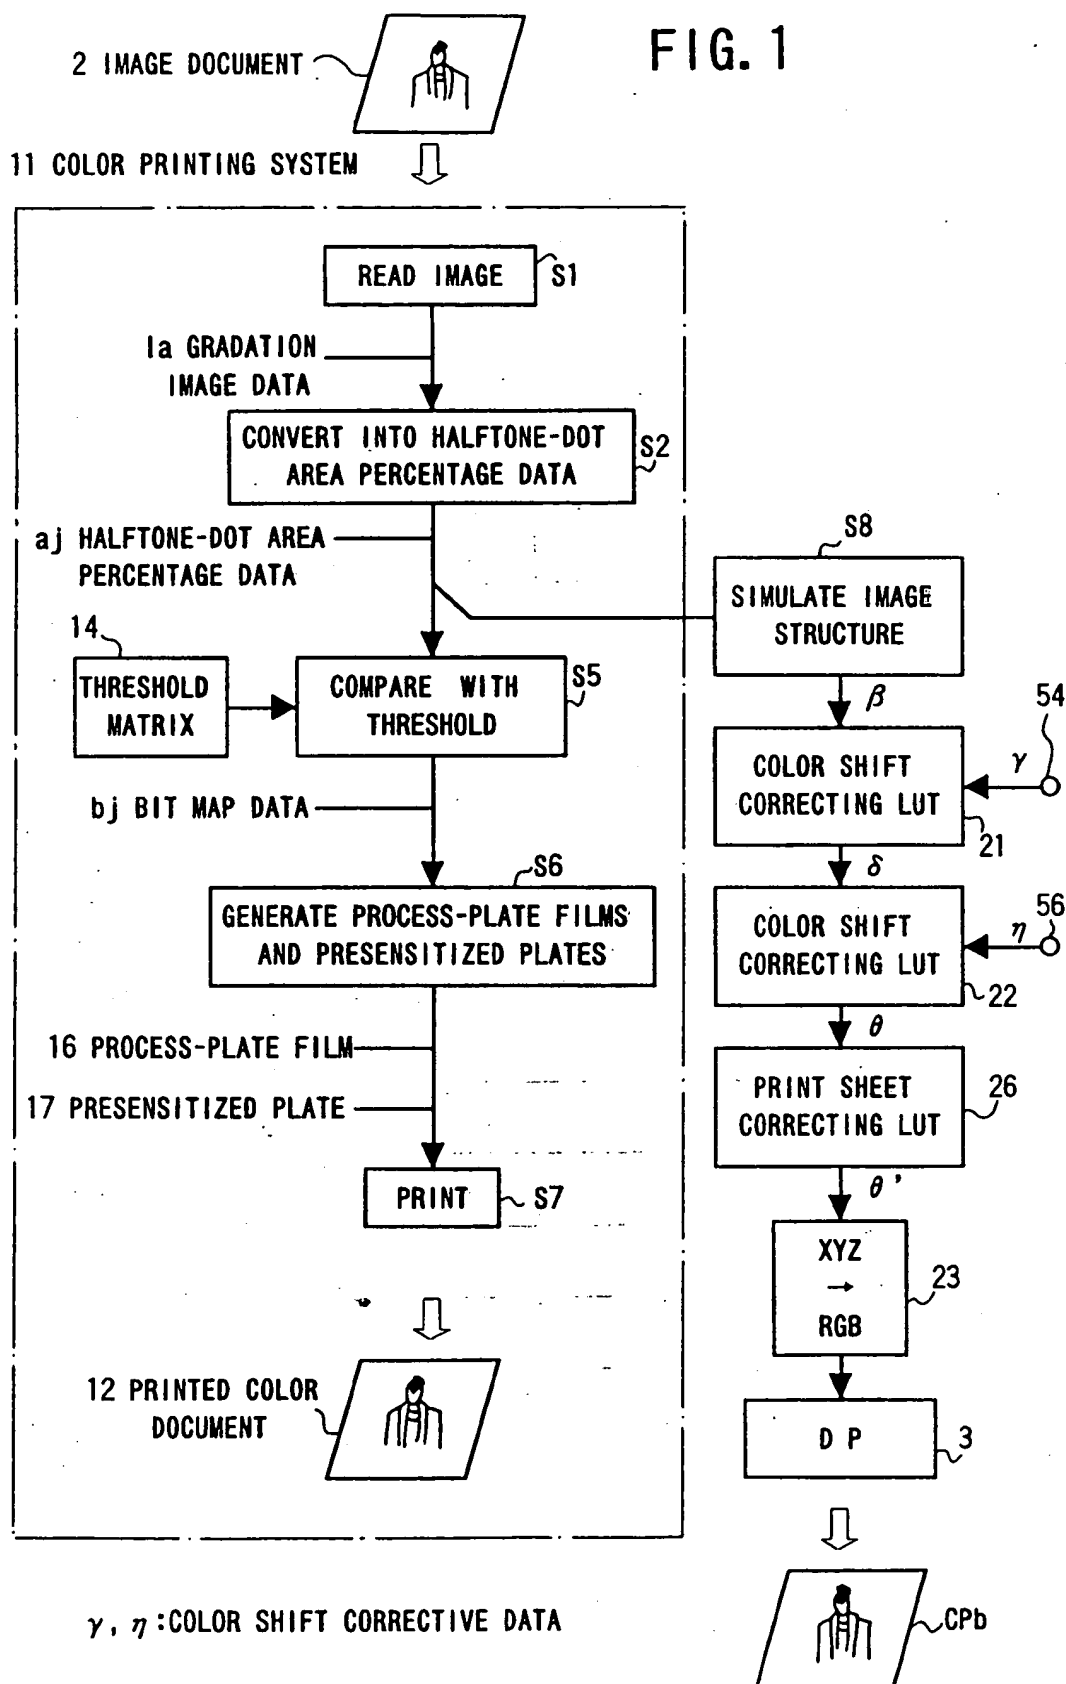 FIG. 1
2 IMAGE DOCUMENT
11 COLOR PRINTING SYSTEM
READ IMAGE
S1
Ia GRADATION
IMAGE DATA
CONVERT INTO HALFTONE-DOT
AREA PERCENTAGE DATA
S2
aj HALFTONE-DOT AREA
PERCENTAGE DATA
14
THRESHOLD
MATRIX
COMPARE WITH
THRESHOLD
S5
bj BIT MAP DATA
S6
GENERATE PROCESS-PLATE FILMS
AND PRESENSITIZED PLATES
16 PROCESS-PLATE FILM
17 PRESENSITIZED PLATE
PRINT
S7
12 PRINTED COLOR
DOCUMENT
S8
SIMULATE IMAGE
STRUCTURE
β
54
γ
COLOR SHIFT
CORRECTING LUT
21
δ
56
η
COLOR SHIFT
CORRECTING LUT
22
θ
PRINT SHEET
CORRECTING LUT
26
θ'
XYZ
→
RGB
23
DP
3
CPb
γ, η : COLOR SHIFT CORRECTIVE DATA